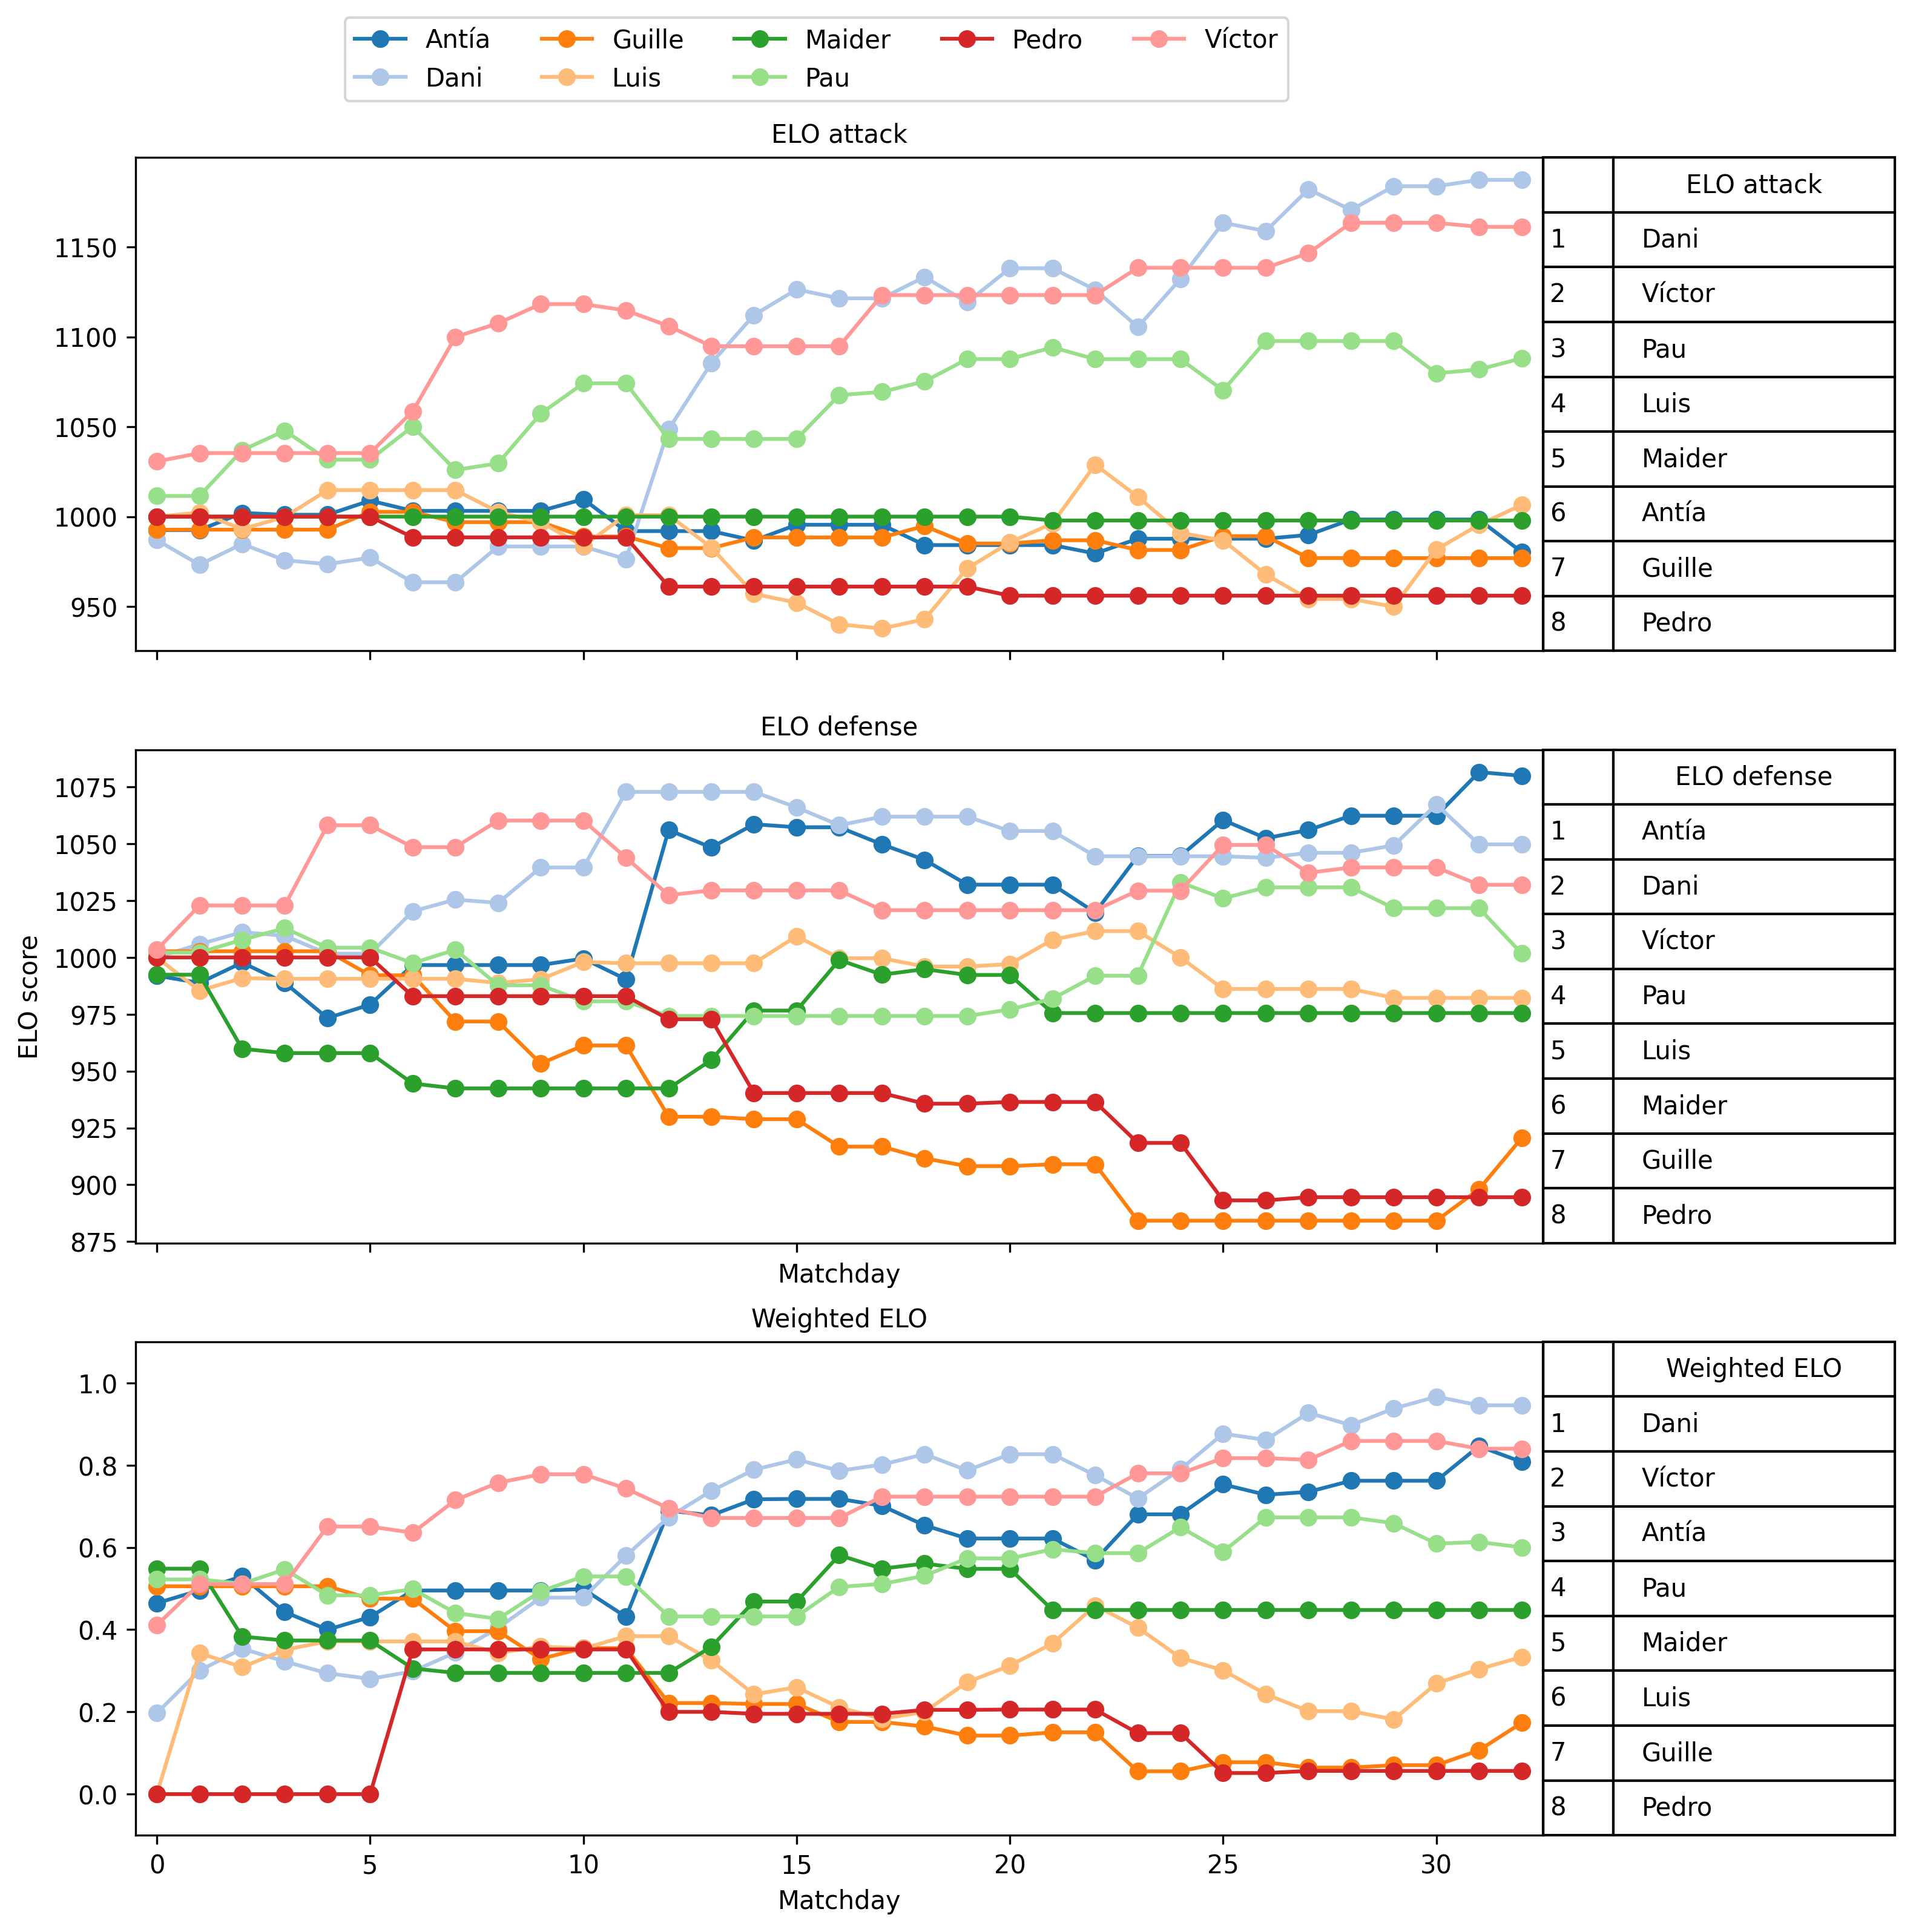 Antía Guille Maider Pedro Víctor
Dani Luis Pau
ELO attack
ELO attack
1 Dani
2 Víctor
3 Pau
4 Luis
5 Maider
6 Antía
7 Guille
8 Pedro
1150
1100
1050
1000
950
ELO defense
ELO defense
1 Antía
2 Dani
3 Víctor
4 Pau
5 Luis
6 Maider
7 Guille
8 Pedro
1075
1050
1025
1000
975
950
925
900
875
ELO score
Matchday
Weighted ELO
Weighted ELO
1 Dani
2 Víctor
3 Antía
4 Pau
5 Maider
6 Luis
7 Guille
8 Pedro
1.0
0.8
0.6
0.4
0.2
0.0
0 5 10 15 20 25 30
Matchday